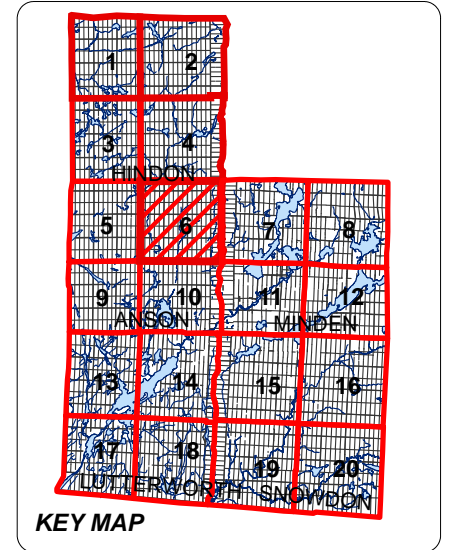 1 2
3 4
HINDON
5 6 7 8
9 10 11 12
ANSON MINDEN
13 14 15 16
17 18 19 20
LUTTERWORTH SNOWDON
KEY MAP